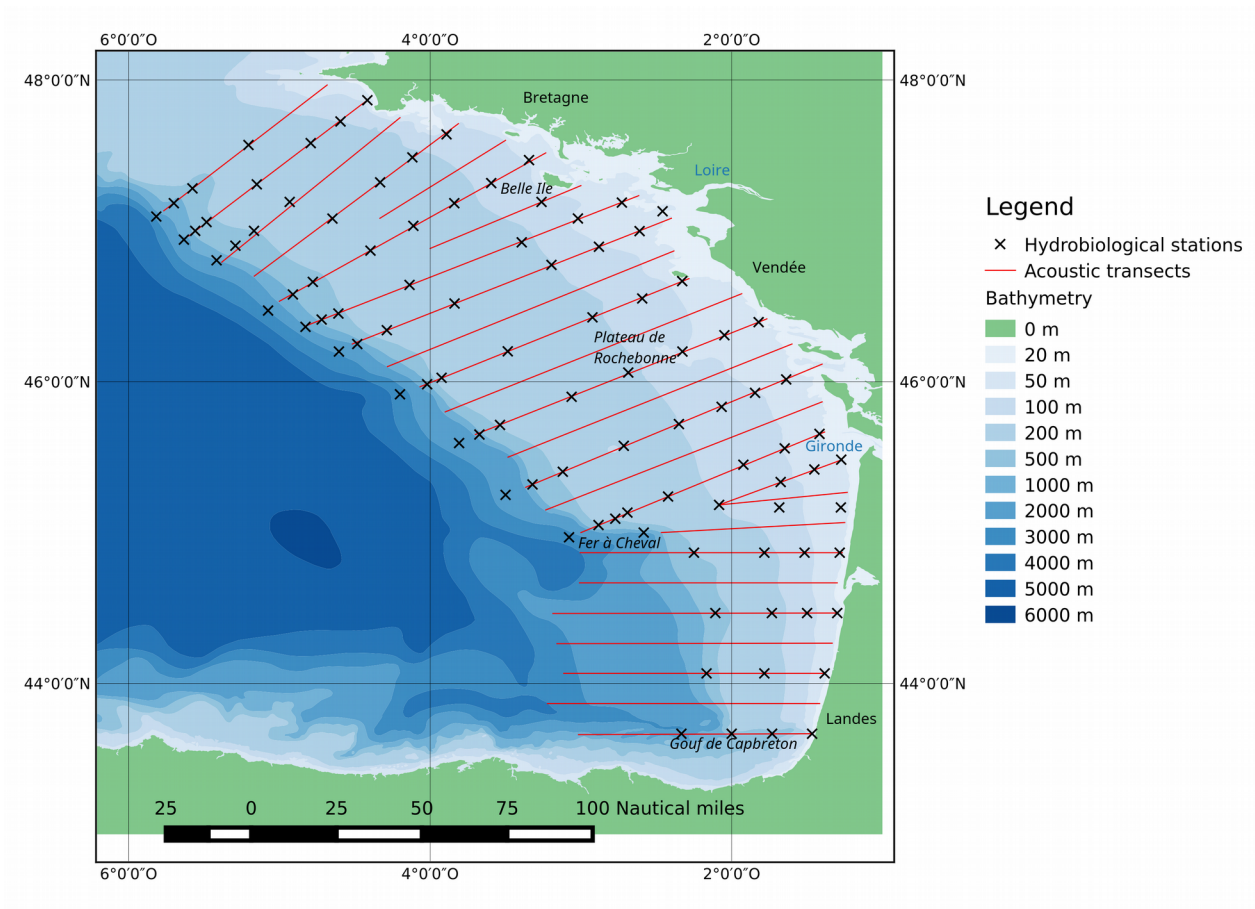 6°0′0″O 4°0′0″O 2°0′0″O
48°0′0″N 48°0′0″N
Bretagne
Loire
Belle Ile
Vendée
Plateau de
Rochebonne
46°0′0″N 46°0′0″N
Gironde
Fer à Cheval
44°0′0″N 44°0′0″N
Landes
Gouf de Capbreton
25 0 25 50 75 100 Nautical miles
6°0′0″O 4°0′0″O 2°0′0″O
Legend
Hydrobiological stations
Acoustic transects
Bathymetry
0 m
20 m
50 m
100 m
200 m
500 m
1000 m
2000 m
3000 m
4000 m
5000 m
6000 m